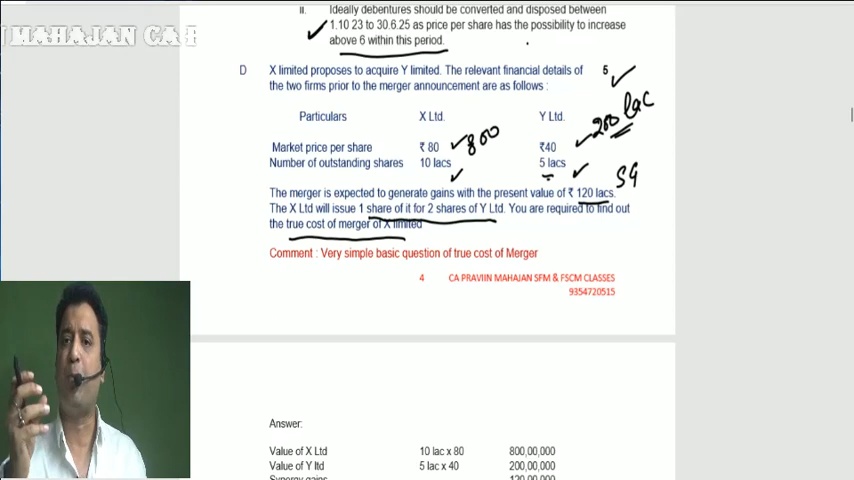 MAHAJAN CA P
ii. Ideally debentures should be converted and disposed between
1.10 23 to 30.6.25 as price per share has the possibility to increase
above 6 within this period.
D X limited proposes to acquire Y limited. The relevant financial details of 5
the two firms prior to the merger announcement are as follows :
200 lac
Particulars X Ltd. Y Ltd.
800
Market price per share ₹ 80 ₹40
Number of outstanding shares 10 lacs 5 lacs
SG
The merger is expected to generate gains with the present value of ₹ 120 lacs.
The X Ltd will issue 1 share of it for 2 shares of Y Ltd. You are required to find out
the true cost of merger of X limited
Comment : Very simple basic question of true cost of Merger
4 CA PRAVIIN MAHAJAN SFM & FSCM CLASSES
9354720515
Answer:
Value of X Ltd 10 lac x 80 800,00,000
Value of Y ltd 5 lac x 40 200,00,000
Synergy gains 120,00,000